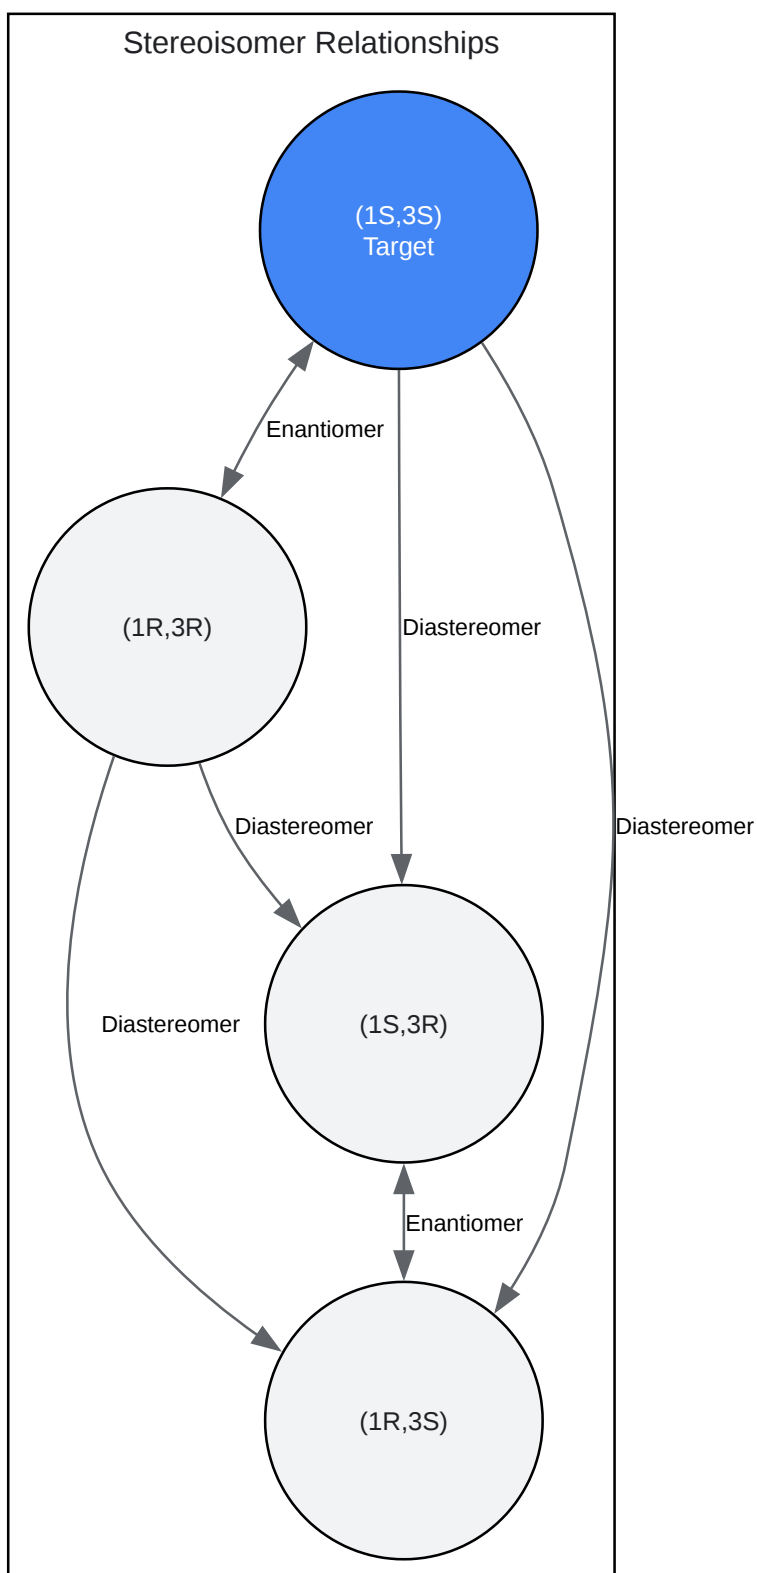 Stereoisomer Relationships
(1S,3S)
Target
Enantiomer
(1R,3R)
Diastereomer
Diastereomer
Diastereomer
Diastereomer
(1S,3R)
Enantiomer
(1R,3S)